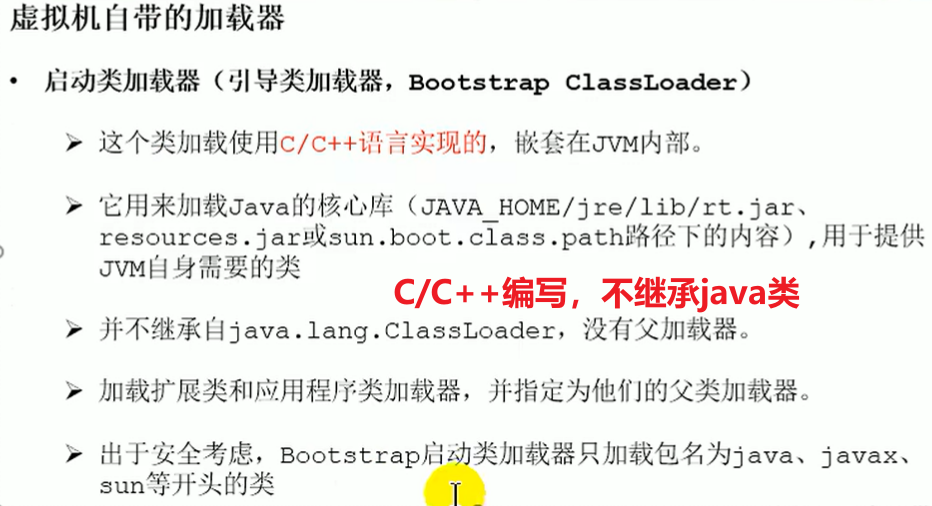 虚拟机自带的加载器
• 启动类加载器（引导类加载器，Bootstrap ClassLoader）
➢ 这个类加载使用C/C++语言实现的，嵌套在JVM内部。
➢ 它用来加载Java的核心库（JAVA_HOME/jre/lib/rt.jar、
resources.jar或sun.boot.class.path路径下的内容）,用于提供
JVM自身需要的类
C/C++编写，不继承java类
➢ 并不继承自java.lang.ClassLoader，没有父加载器。
➢ 加载扩展类和应用程序类加载器，并指定为他们的父类加载器。
➢ 出于安全考虑，Bootstrap启动类加载器只加载包名为java、javax、
sun等开头的类